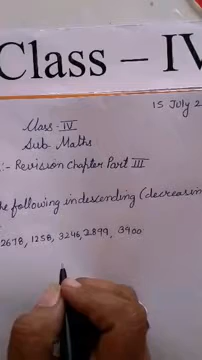 Class – IV
15 July 2
Class - IV
Sub Maths
:- Revision Chapter Part III
he following in descending (decreasin
2678, 1258, 3246, 2899, 3900